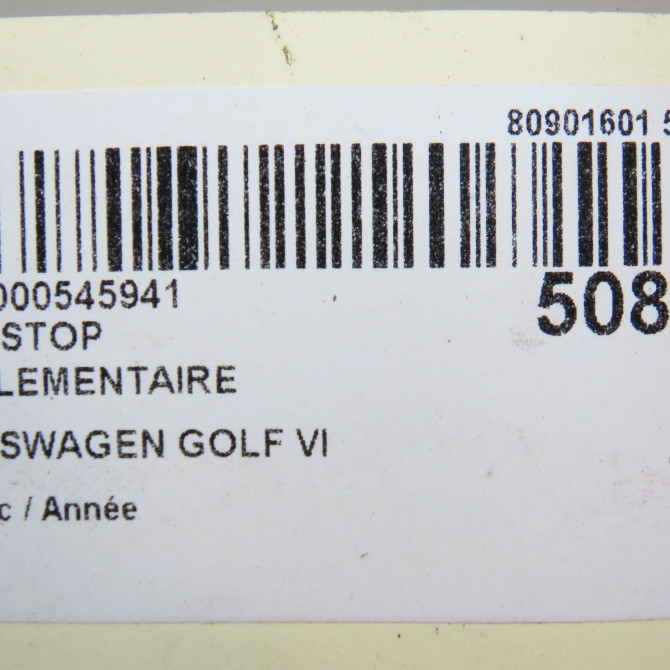 80901601 5
000545941
508
STOP
LEMENTAIRE
SWAGEN GOLF VI
c / Année